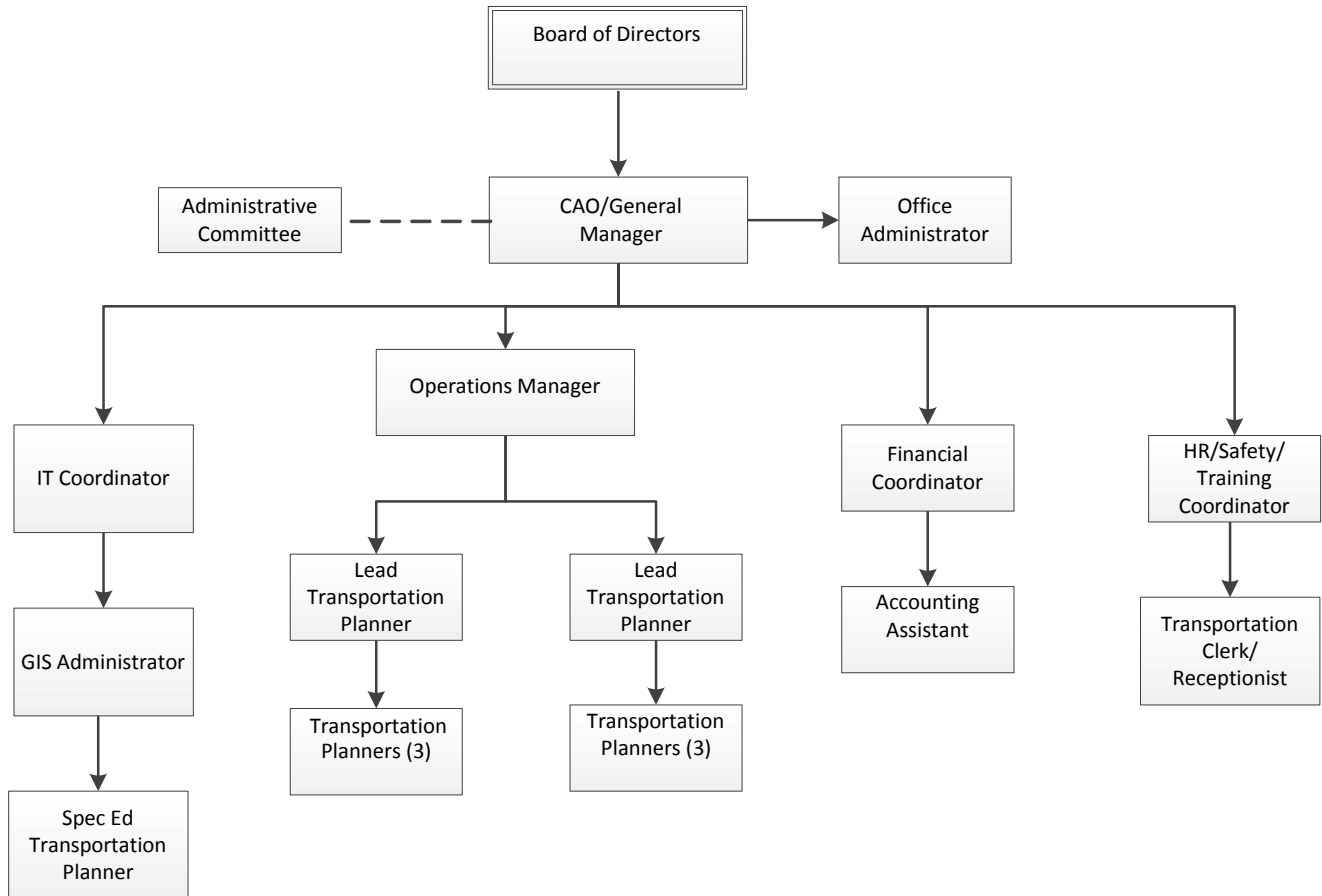 Board of Directors
Administrative
Committee
CAO/General
Manager
Office
Administrator
Operations Manager
IT Coordinator
Financial
Coordinator
HR/Safety/
Training
Coordinator
Lead
Transportation
Planner
Lead
Transportation
Planner
Accounting
Assistant
GIS Administrator
Transportation
Clerk/
Receptionist
Transportation
Planners (3)
Transportation
Planners (3)
Spec Ed
Transportation
Planner